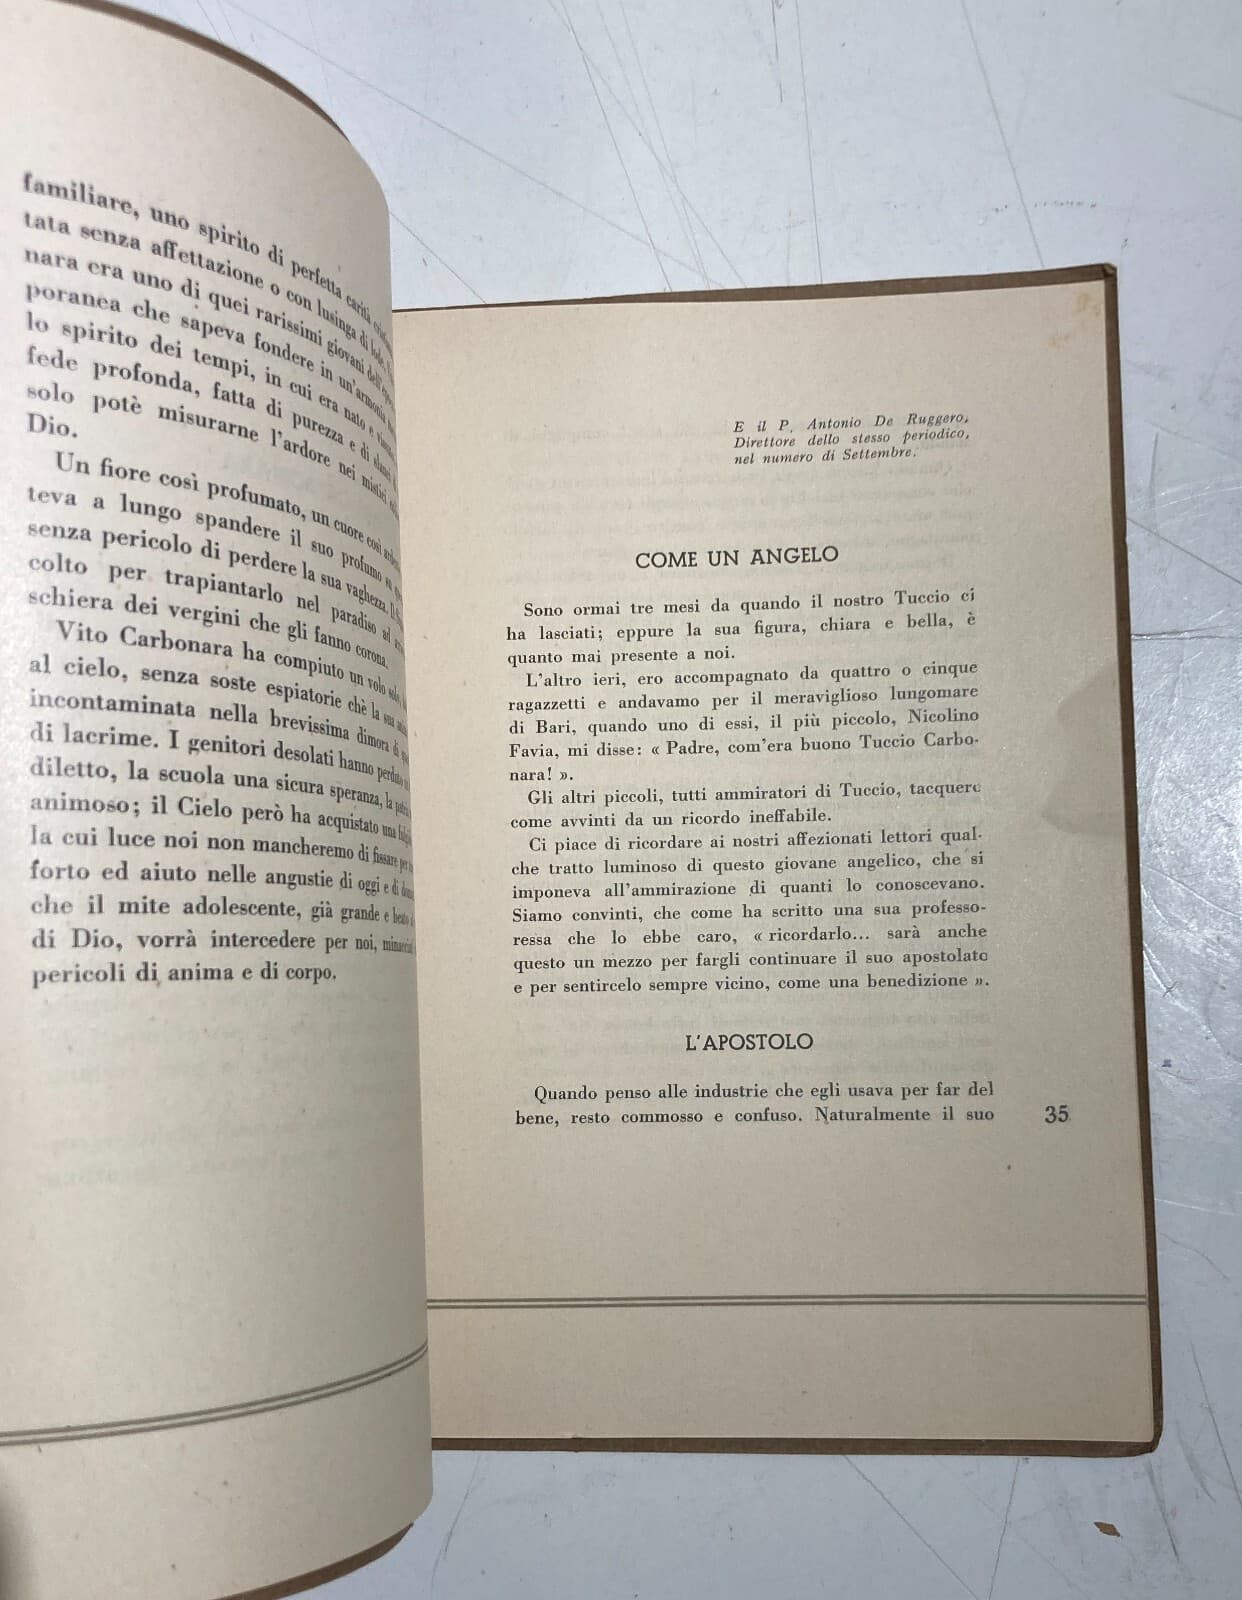 familiare, uno spirito di perfetta carità
tata senza affettazione o con lusinga di lode.
nara era uno di quei rarissimi giovani dell'
poranea che sapeva fondere in un'armonia
lo spirito dei tempi, in cui era nato e
fede profonda, fatta di purezza e di
solo potè misurarne l'ardore nei mistici
Dio.
Un fiore così profumato, un cuore così
teva a lungo spandere il suo profumo su
senza pericolo di perdere la sua vaghezza.
colto per trapiantarlo nel paradiso ad
schiera dei vergini che gli fanno corona.
Vito Carbonara ha compiuto un volo solo,
al cielo, senza soste espiatorie chè la sua
incontaminata nella brevissima dimora di
di lacrime. I genitori desolati hanno perduto
diletto, la scuola una sicura speranza, la
animoso; il Cielo però ha acquistato una
la cui luce noi non mancheremo di fissare per
forto ed aiuto nelle angustie di oggi e di
che il mite adolescente, già grande e beato
di Dio, vorrà intercedere per noi,
pericoli di anima e di corpo.
E il P. Antonio De Ruggero,
Direttore dello stesso periodico,
nel numero di Settembre.
COME UN ANGELO
Sono ormai tre mesi da quando il nostro Tuccio ci
ha lasciati; eppure la sua figura, chiara e bella, è
quanto mai presente a noi.
L'altro ieri, ero accompagnato da quattro o cinque
ragazzetti e andavamo per il meraviglioso lungomare
di Bari, quando uno di essi, il più piccolo, Nicolino
Favia, mi disse: « Padre, com'era buono Tuccio Carbo-
nara! ».
Gli altri piccoli, tutti ammiratori di Tuccio, tacquero
come avvinti da un ricordo ineffabile.
Ci piace di ricordare ai nostri affezionati lettori qual-
che tratto luminoso di questo giovane angelico, che si
imponeva all'ammirazione di quanti lo conoscevano.
Siamo convinti, che come ha scritto una sua professo-
ressa che lo ebbe caro, « ricordarlo... sarà anche
questo un mezzo per fargli continuare il suo apostolato
e per sentircelo sempre vicino, come una benedizione ».
L'APOSTOLO
Quando penso alle industrie che egli usava per far del
bene, resto commosso e confuso. Naturalmente il suo
35